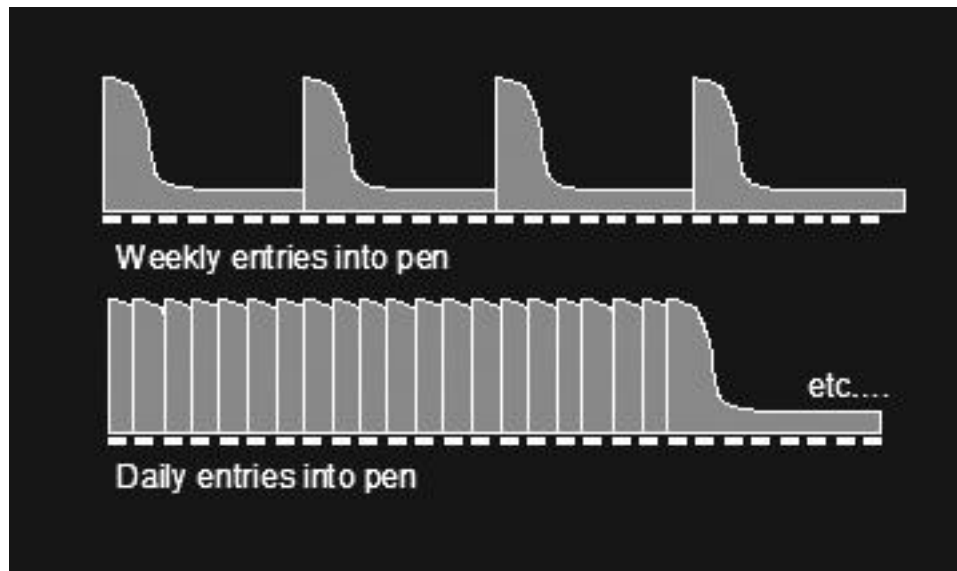 Weekly entries into pen
etc....
Daily entries into pen